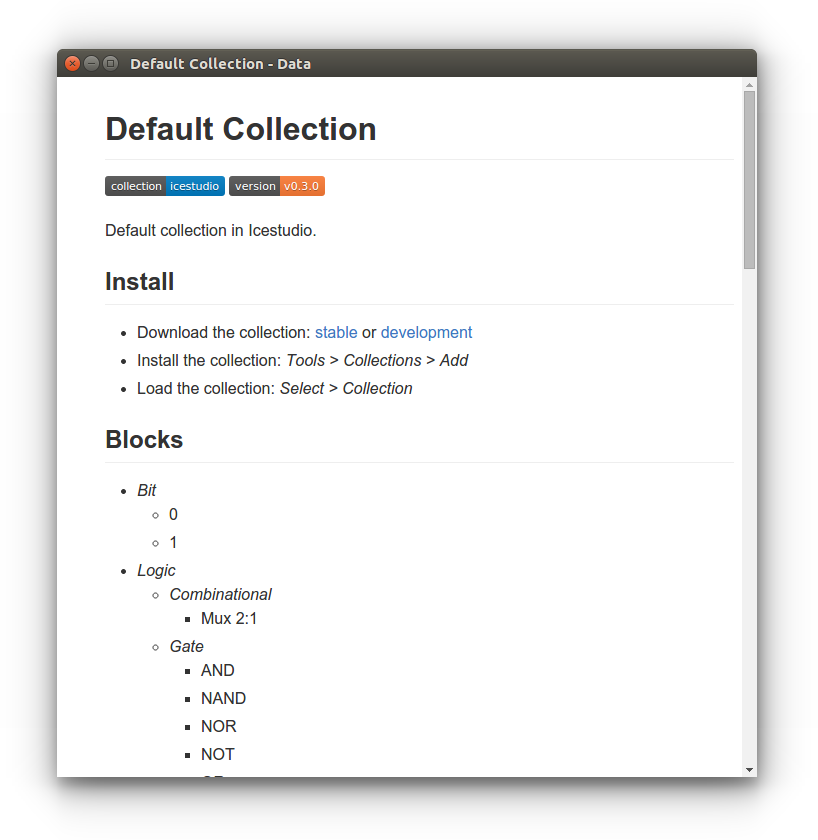 Default Collection - Data
Default Collection
collection icestudio version v0.3.0
Default collection in Icestudio.
Install
Download the collection: stable or development
Install the collection: Tools > Collections > Add
Load the collection: Select > Collection
Blocks
Bit
0
1
Logic
Combinational
Mux 2:1
Gate
AND
NAND
NOR
NOT